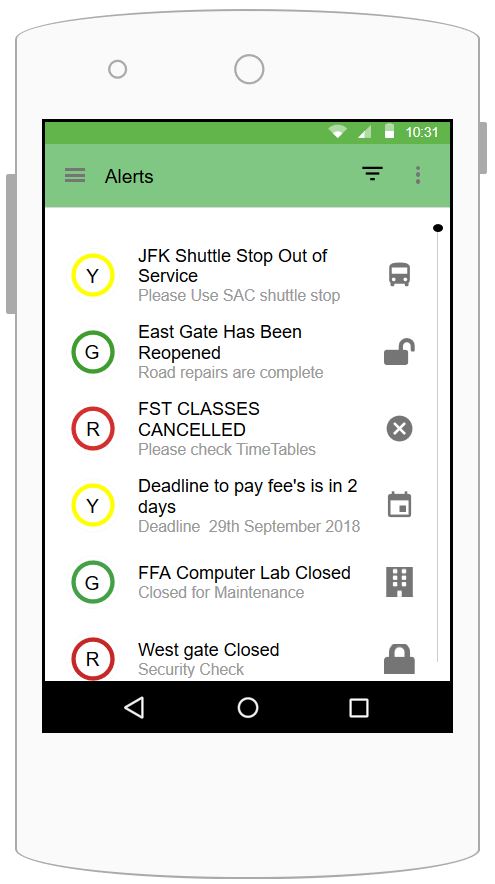 10:31
Alerts
Y
JFK Shuttle Stop Out of
Service
Please Use SAC shuttle stop
G
East Gate Has Been
Reopened
Road repairs are complete
R
FST CLASSES
CANCELLED
Please check TimeTables
Y
Deadline to pay fee's is in 2
days
Deadline  29th September 2018
G
FFA Computer Lab Closed
Closed for Maintenance
R
West gate Closed
Security Check